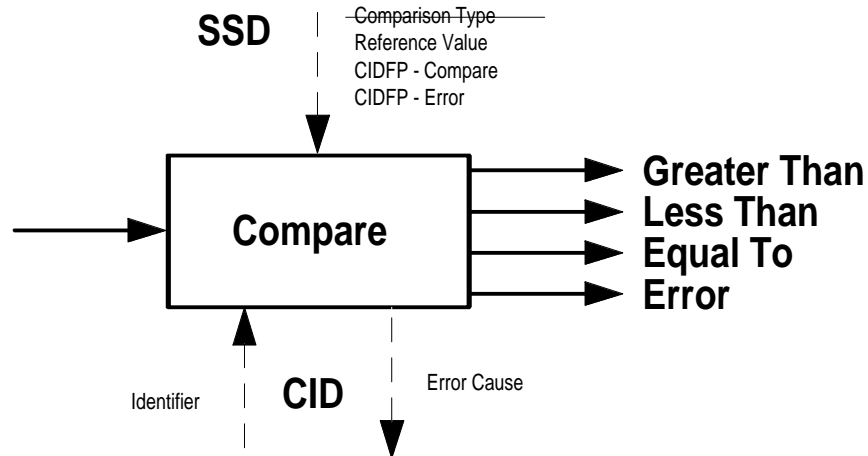 SSD
Comparison Type
Reference Value
CIDFP - Compare
CIDFP - Error
Compare
Greater Than
Less Than
Equal To
Error
Identifier
CID
Error Cause